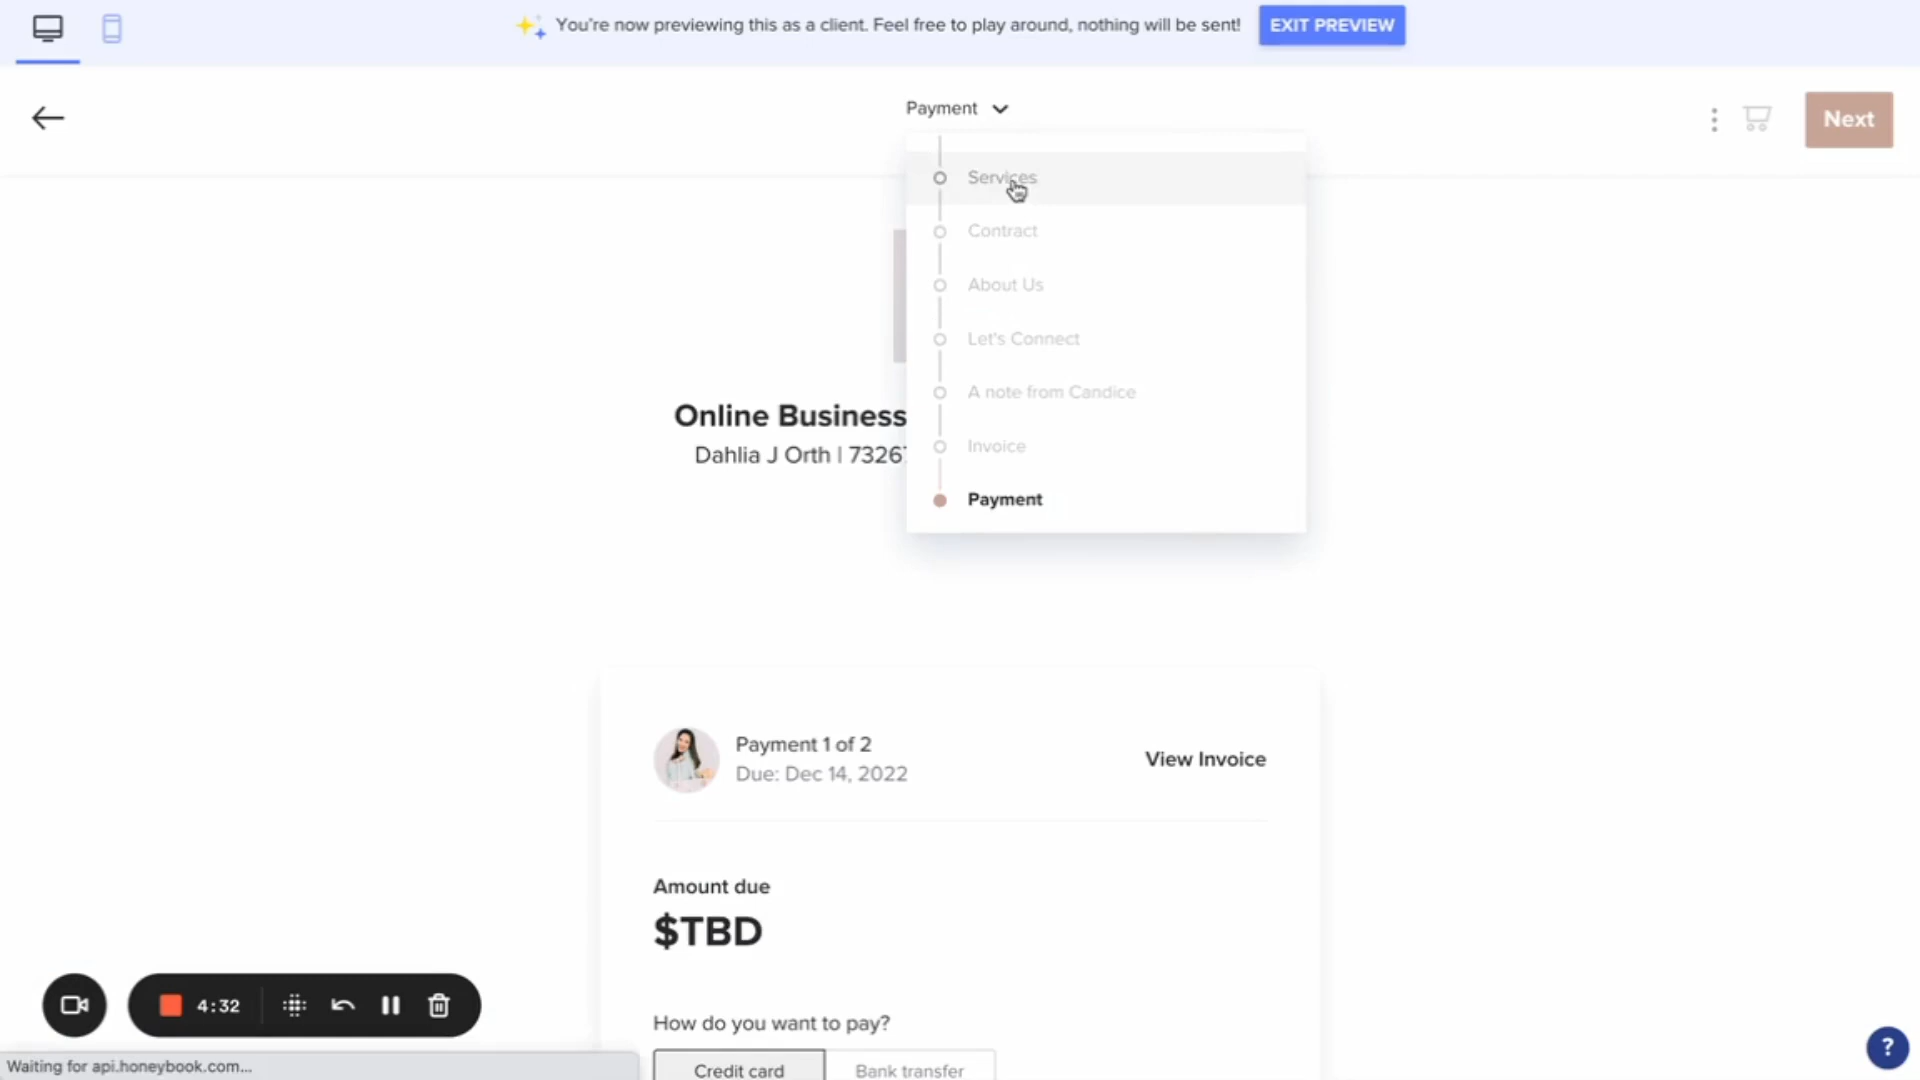 You're now previewing this as a client. Feel free to play around, nothing will be sent!
EXIT PREVIEW
Payment
Next
Services
Contract
About Us
Let's Connect
A note from Candice
Invoice
Payment
Online Business
Dahlia J Orth | 7326
Payment 1 of 2
Due: Dec 14, 2022
View Invoice
Amount due
$TBD
How do you want to pay?
Credit card
Bank transfer
4:32
Waiting for api.honeybook.com...
?